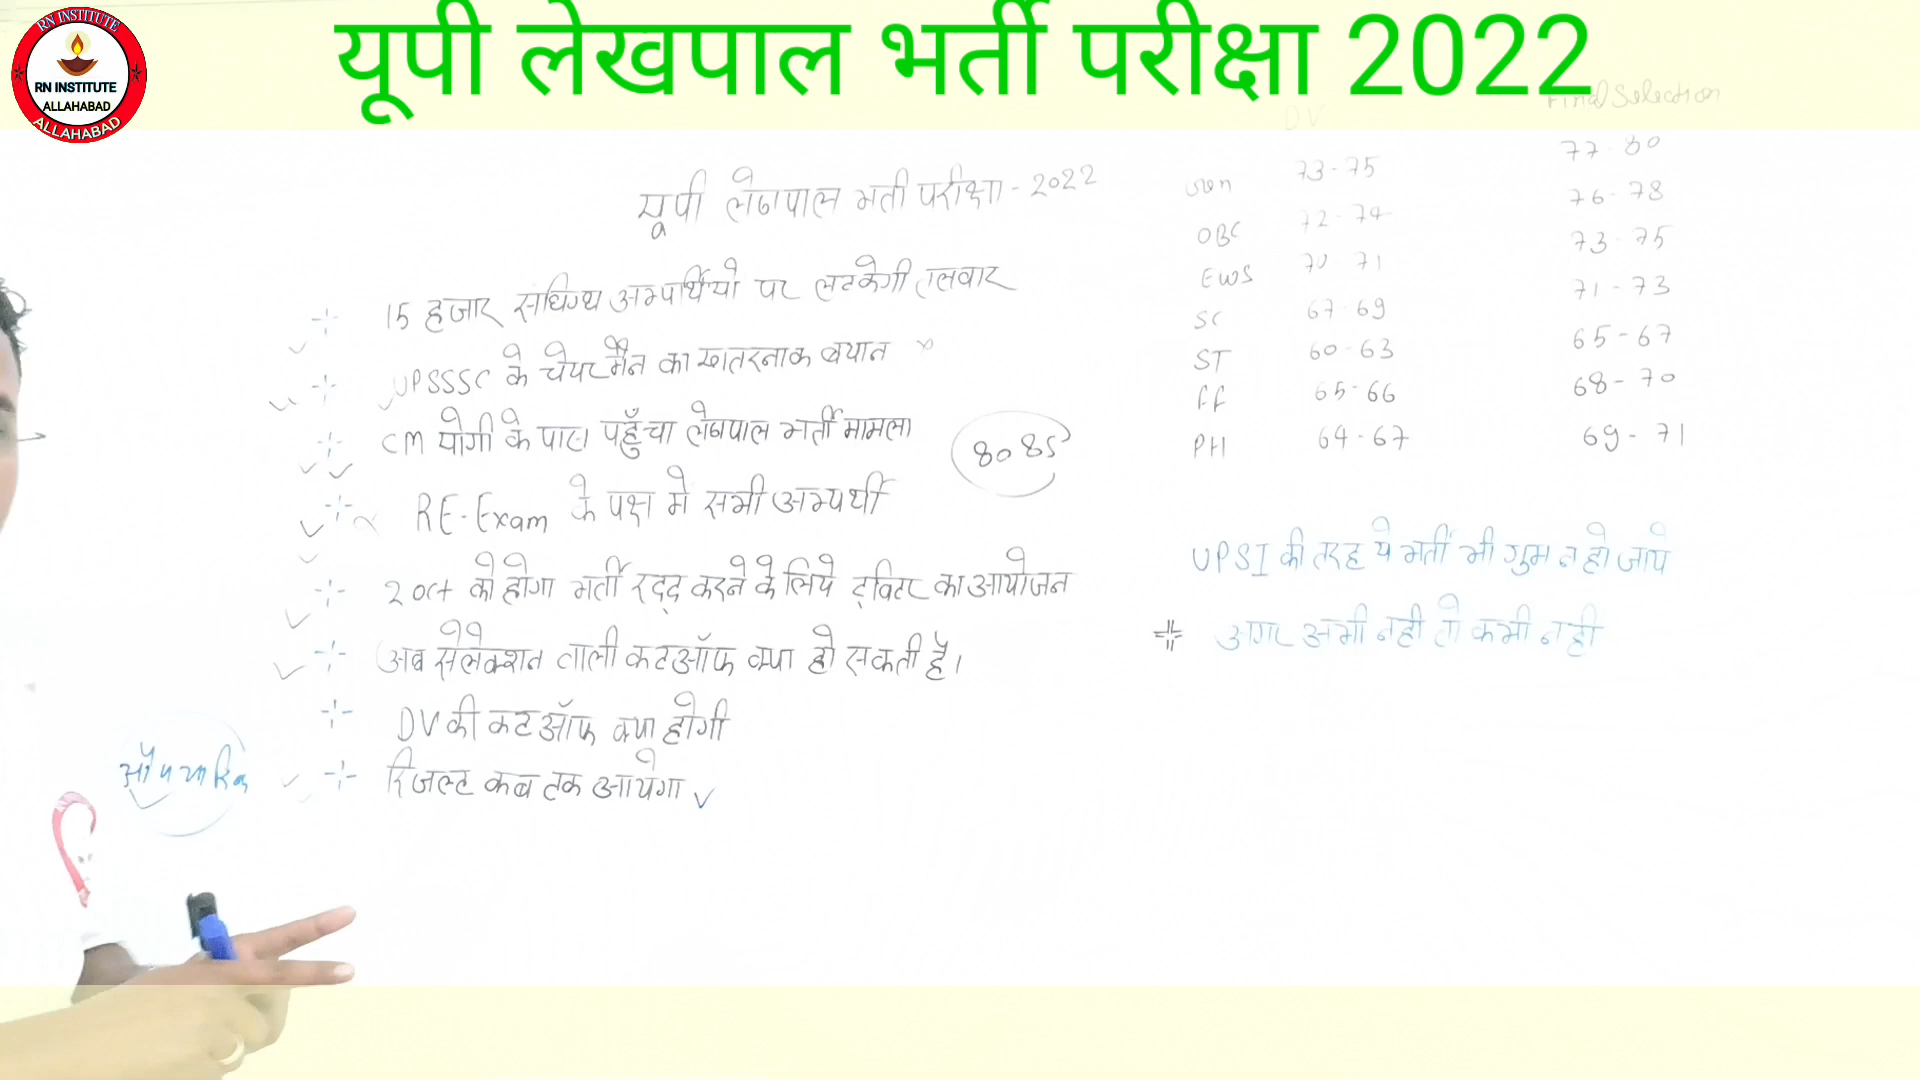 RN INSTITUTE
RN INSTITUTE
ALLAHABAD
ALLAHABAD
यूपी लेखपाल भर्ती परीक्षा 2022
यूपी लेखपाल भर्ती परीक्षा - 2022
15 हजार संधिग्ध अभ्यर्थियो पर लटकेगी तलवार
UPSSSC के चेयरमैन का खतरनाक बयान
CM योगी के पास पहुँचा लेखपाल भर्ती मामला
8085
RE-Exam के पक्ष मे सभी अभ्यर्थी
2 oct को होगा भर्ती रद्द करने के लिये ट्विटर का आयोजन
अब सेलेक्शन वाली कटऑफ क्या हो सकती है।
DV की कट ऑफ क्या होगी
रिजल्ट कब तक आयेगा
DV Final Selection
Gen 73-75 77-80
OBC 72-74 76-78
EWS 70 71 73-75
SC 67-69 71-73
ST 60-63 65-67
ff 65-66 68-70
PH 64-67 69-71
UPSI की तरह ये भर्ती भी गुम न हो जाये
अगर अभी नही तो कभी नही